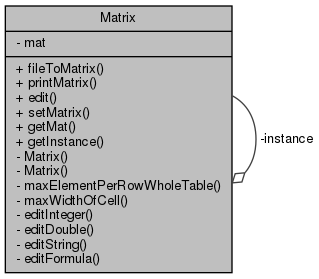 Matrix
- mat
+ fileToMatrix()
+ printMatrix()
+ edit()
+ setMatrix()
+ getMat()
+ getInstance()
- Matrix()
- Matrix()
- maxElementPerRowWholeTable()
- maxWidthOfCell()
- editInteger()
- editDouble()
- editString()
- editFormula()
-instance